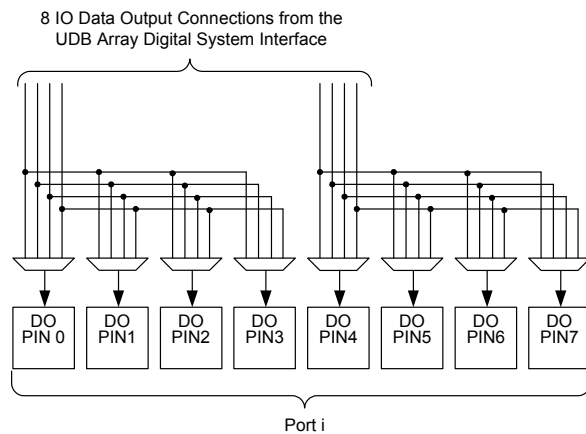 8 IO Data Output Connections from the
UDB Array Digital System Interface
DO
PIN 0
DO
PIN1
DO
PIN2
DO
PIN3
DO
PIN4
DO
PIN5
DO
PIN6
DO
PIN7
Port i